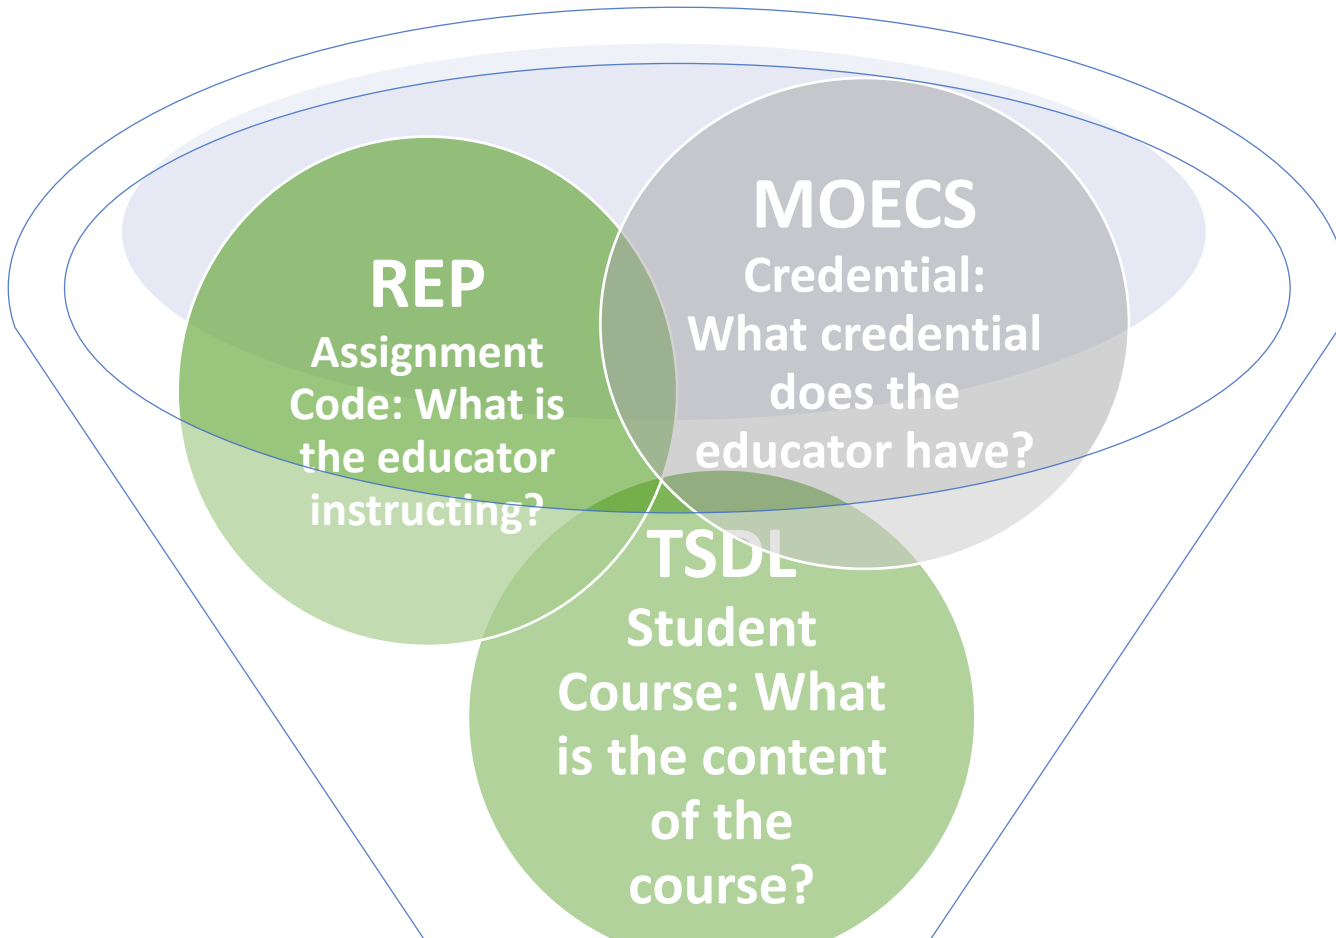 REP
Assignment
Code: What is
the educator
instructing?
MOECS
Credential:
What credential
does the
educator have?
TSDL
Student
Course: What
is the content
of the
course?